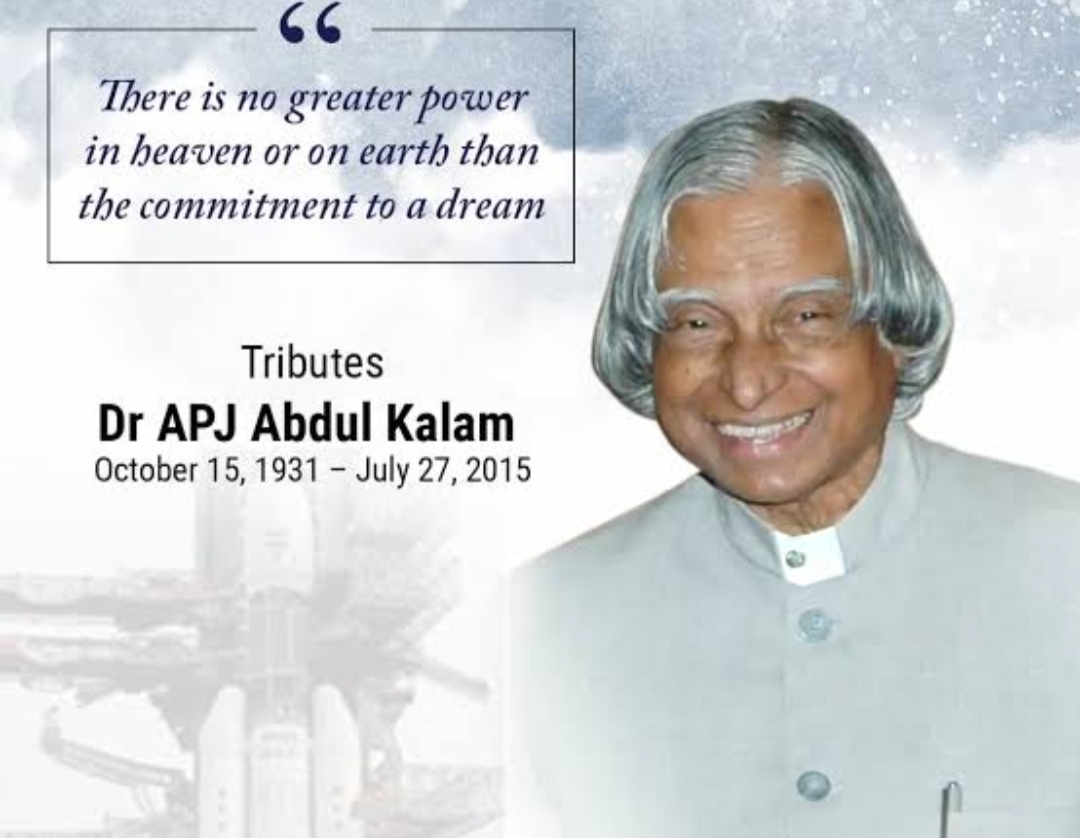 “
There is no greater power
in heaven or on earth than
the commitment to a dream
Tributes
Dr APJ Abdul Kalam
October 15, 1931 – July 27, 2015